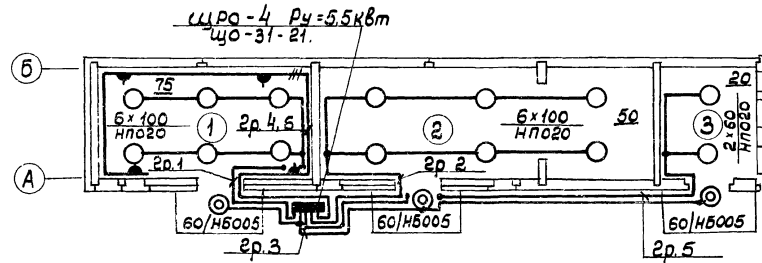 ЩРО-4 Ру=5,5квт
ЩО-31-21.
Б
75
20
6×100
НПО20
1
2р.4,6
2
6×100
НПО20
50
3
2×60
НПО20
А
2р.1
2р.2
60/НБ005
60/НБ005
60/НБ005
2р.3
2р.5